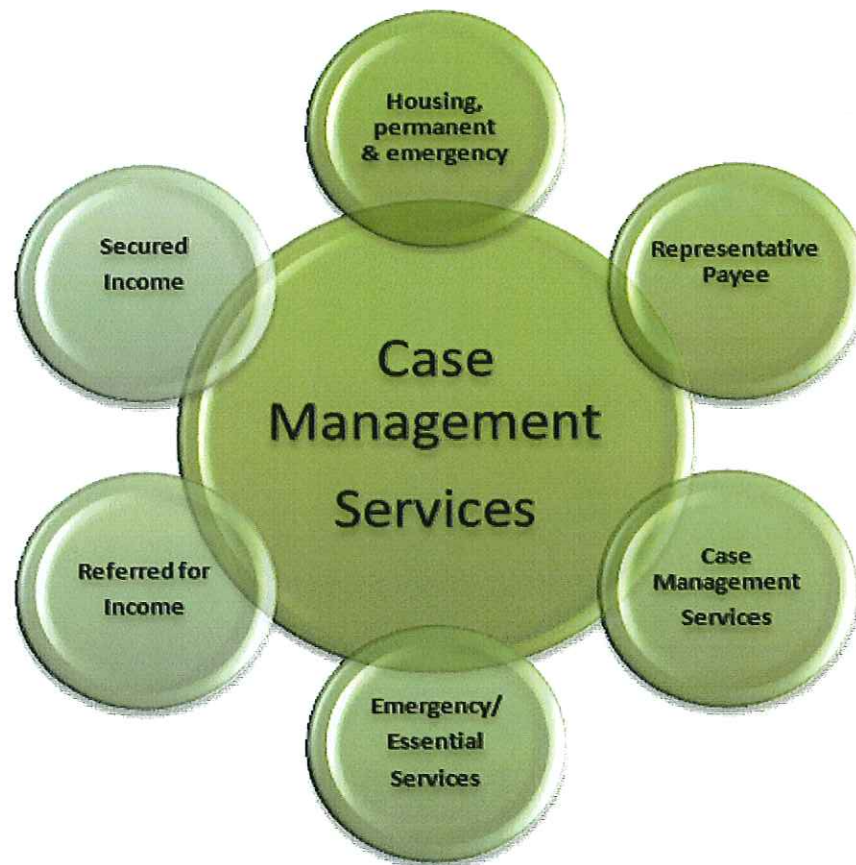 Housing,
permanent
& emergency
Representative
Payee
Case
Management
Services
Emergency/
Essential
Services
Referred for
Income
Secured
Income
Case
Management
Services